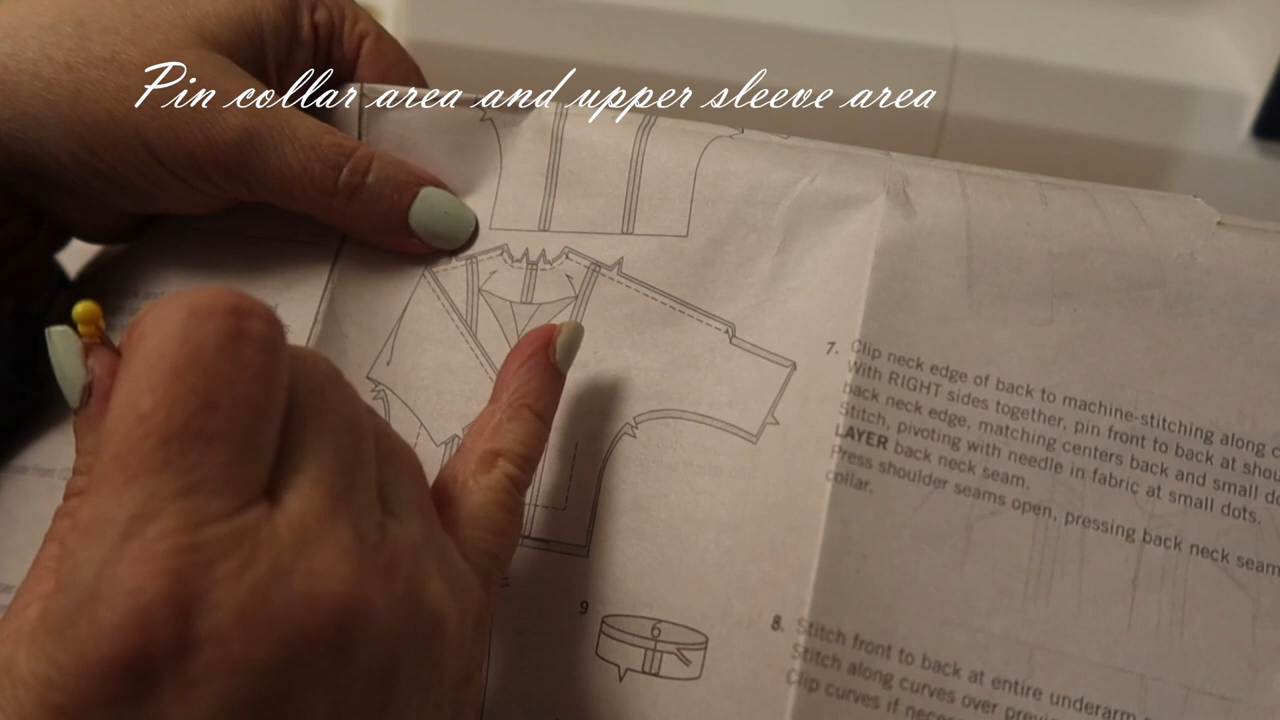 Pin collar area and upper sleeve area
7. Clip neck edge of back to machine-stitching along
With RIGHT sides together, pin front to back at
back neck edge, matching centers back and small
Stitch, pivoting with needle in fabric at small dots.
LAYER back neck seam.
Press shoulder seams open, pressing back neck seam
collar.
9
6
8. Stitch front to back at entire underarm
Stitch along curves over
Clip curves if